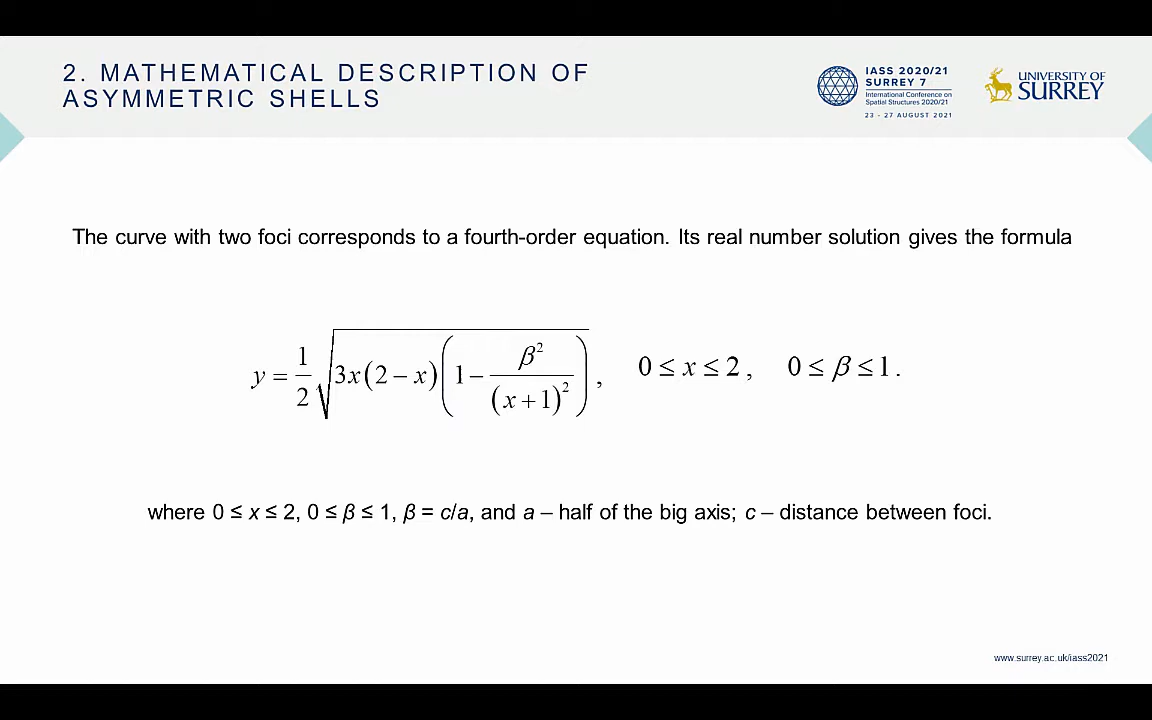 2. MATHEMATICAL DESCRIPTION OF
ASYMMETRIC SHELLS
IASS 2020/21
SURREY 7
International Conference on
Spatial Structures 2020/21
23 - 27 AUGUST 2021
UNIVERSITY OF
SURREY
The curve with two foci corresponds to a fourth-order equation. Its real number solution gives the formula
y = 1/2 √(3x(2 − x)(1 − β²/(x + 1)²)) , 0 ≤ x ≤ 2 , 0 ≤ β ≤ 1 .
where 0 ≤ x ≤ 2, 0 ≤ β ≤ 1, β = c/a, and a – half of the big axis; c – distance between foci.
www.surrey.ac.uk/iass2021